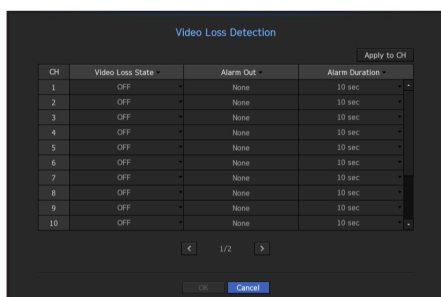 Video Loss Detection
Apply to CH
CH Video Loss State Alarm Out Alarm Duration
1 OFF None 10 sec
2 OFF None 10 sec
3 OFF None 10 sec
4 OFF None 10 sec
5 OFF None 10 sec
6 OFF None 10 sec
7 OFF None 10 sec
8 OFF None 10 sec
9 OFF None 10 sec
10 OFF None 10 sec
< 1/2 >
OK Cancel